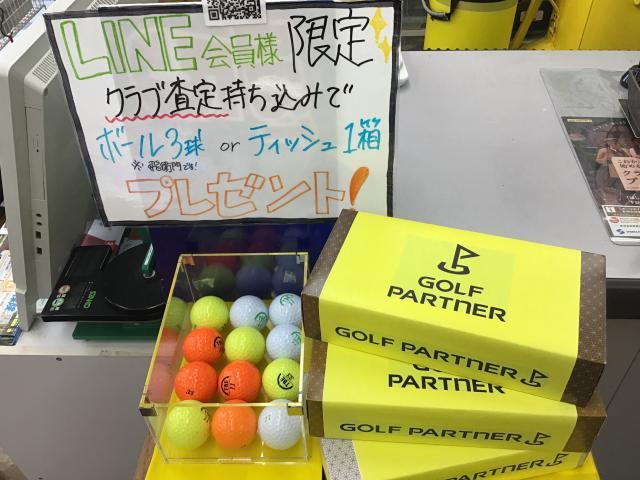 LINE会員様 限定
クラブ査定持ち込みで
ボール3球 or ティッシュ1箱
プレゼント!
GOLF
PARTNER
GOLF PARTNER
PARTNER
GOLF PARTNER
GOLF PARTNER